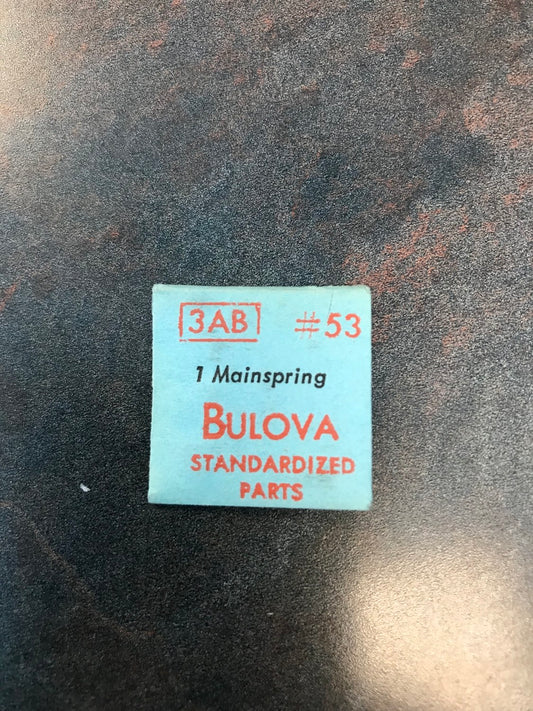 3AB #53
1 Mainspring
BULOVA
STANDARDIZED
PARTS